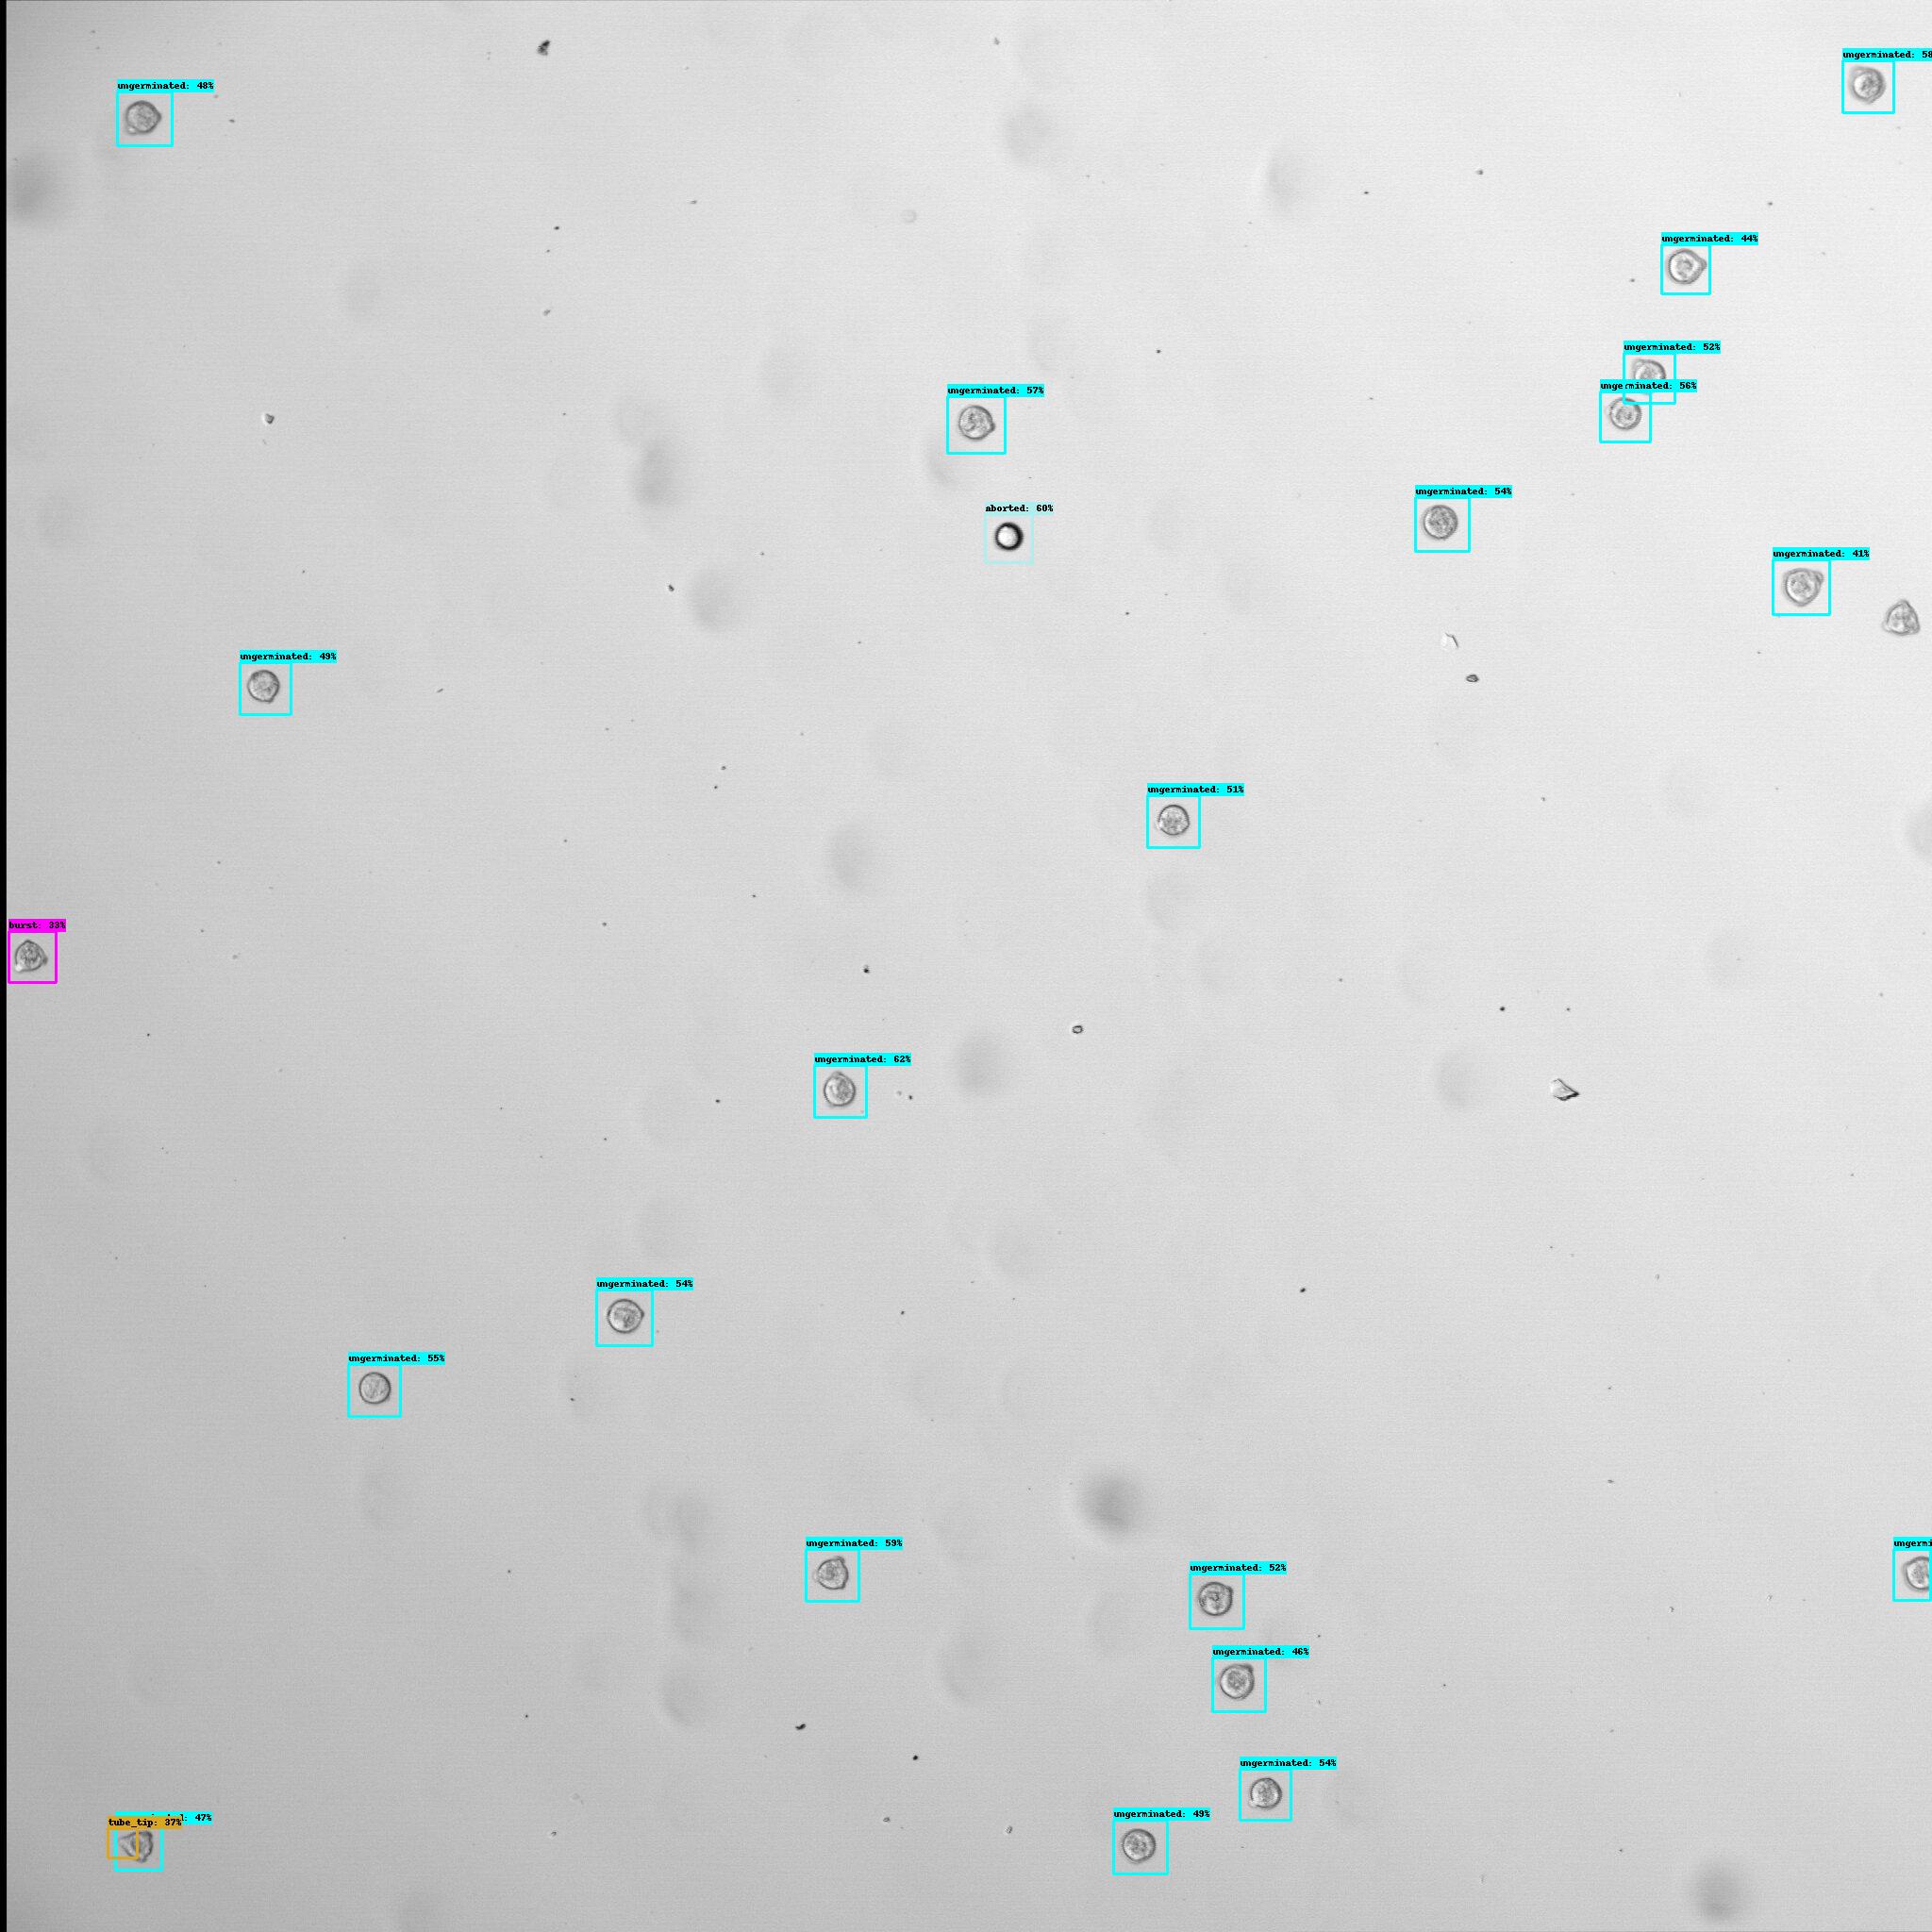 ungerminated: 58
ungerminated: 48%
ungerminated: 44%
ungerminated: 52%
ungerminated: 56%
ungerminated: 57%
ungerminated: 54%
aborted: 60%
ungerminated: 41%
ungerminated: 49%
ungerminated: 51%
burst: 33%
ungerminated: 62%
ungerminated: 54%
ungerminated: 55%
ungerminated: 59%
ungermi
ungerminated: 52%
ungerminated: 46%
ungerminated: 54%
ungerminated: 49%
47%
tube_tip: 37%